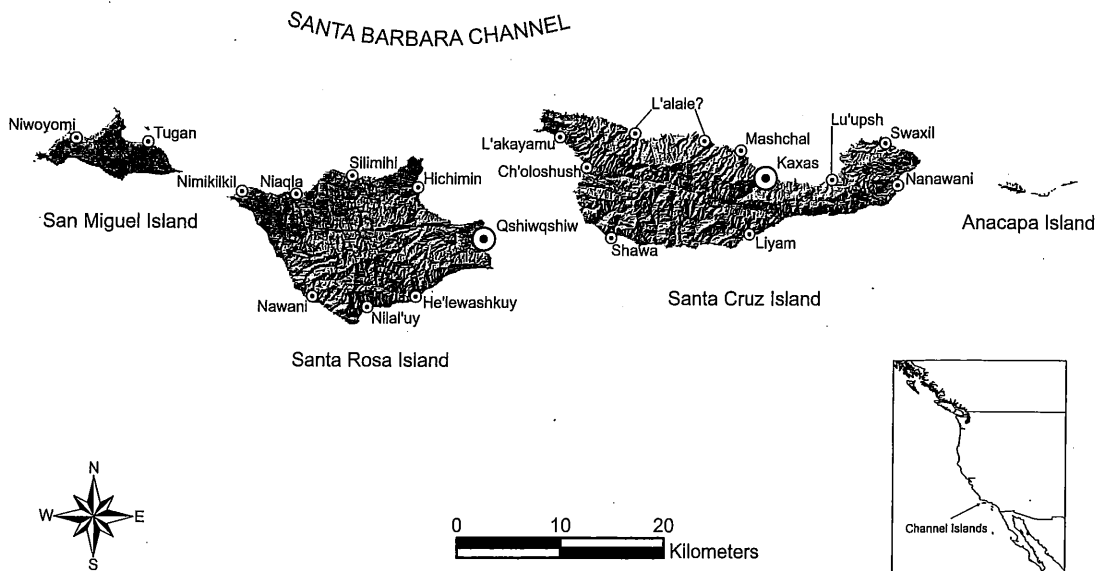 SANTA BARBARA CHANNEL
Niwoyomi
Tugan
San Miguel Island
Nimikilkil
Niaqla
Silimihi
Hichimin
Qshiwqshiw
Nawani
Nilal'uy
He'lewashkuy
Santa Rosa Island
L'alale?
L'akayamu
Ch'oloshush
Mashchal
Kaxas
Lu'upsh
Swaxil
Nanawani
Shawa
Liyam
Santa Cruz Island
Anacapa Island
N
W
E
S
0
10
20
Kilometers
Channel Islands